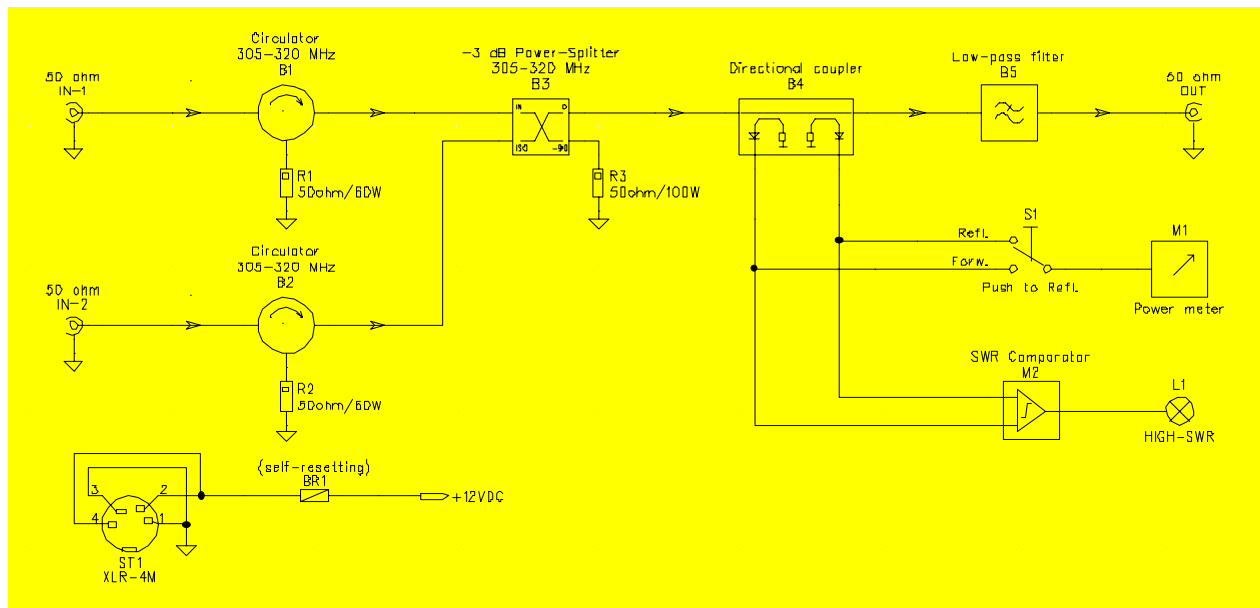 Circulator
305-320 MHz
B1
50 ohm
IN-1
R1
50ohm/60W
-3 dB Power-Splitter
305-320 MHz
B3
IN
0
ISO
-90
R3
50ohm/100W
Directional coupler
B4
Low-pass filter
B5
50 ohm
OUT
Circulator
305-320 MHz
B2
50 ohm
IN-2
R2
50ohm/60W
S1
Refl.
Forw.
Push to Refl.
M1
Power meter
SWR Comparator
M2
L1
HIGH-SWR
(self-resetting)
BR1
+12VDC
3
2
4
1
ST1
XLR-4M